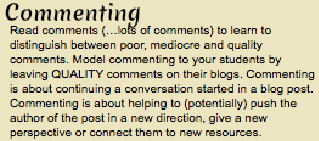 Commenting
Read comments (...lots of comments) to learn to
distinguish between poor, mediocre and quality
comments. Model commenting to your students by
leaving QUALITY comments on their blogs. Commenting
is about continuing a conversation started in a blog post.
Commenting is about helping to (potentially) push the
author of the post in a new direction, give a new
perspective or connect them to new resources.